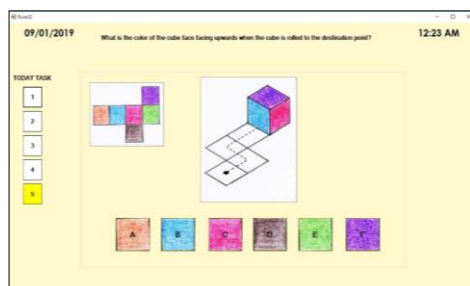 09/01/2019
What is the color of the cube face facing upwards when the cube is rolled to the destination point?
12:23 AM
TODAY TASK
1
2
3
4
5
A
B
C
D
E
F